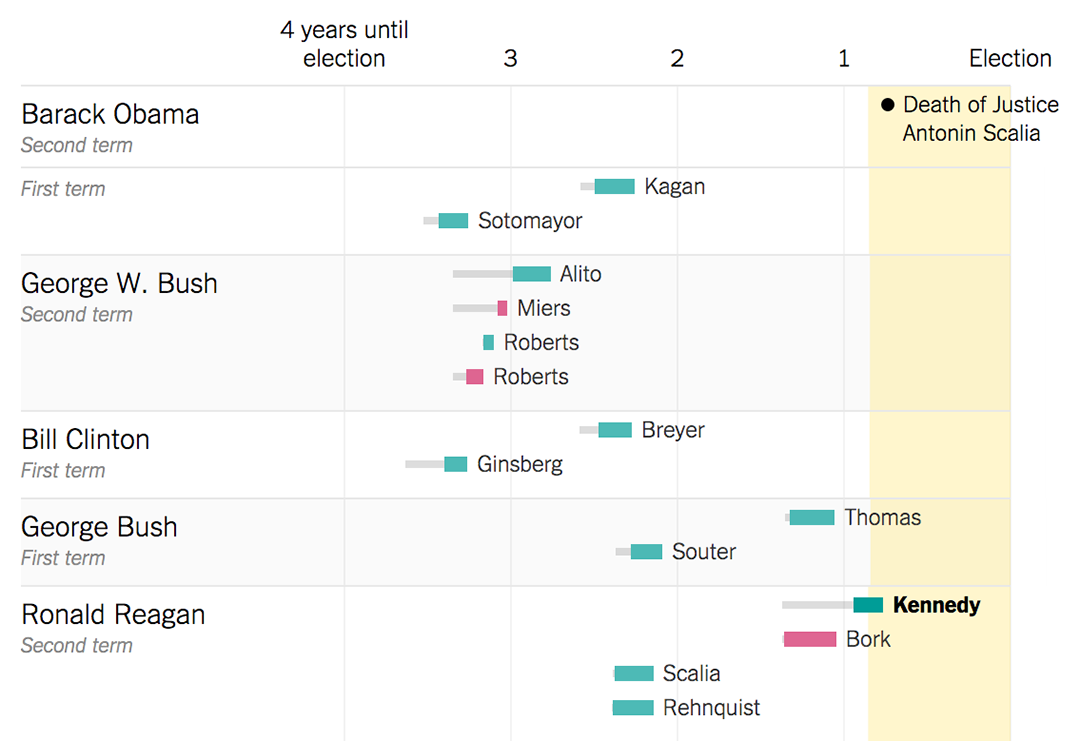 4 years until
election
3
2
1
Election
Barack Obama
Second term
Death of Justice
Antonin Scalia
First term
Kagan
Sotomayor
George W. Bush
Second term
Alito
Miers
Roberts
Roberts
Bill Clinton
First term
Breyer
Ginsberg
George Bush
First term
Thomas
Souter
Ronald Reagan
Second term
Kennedy
Bork
Scalia
Rehnquist